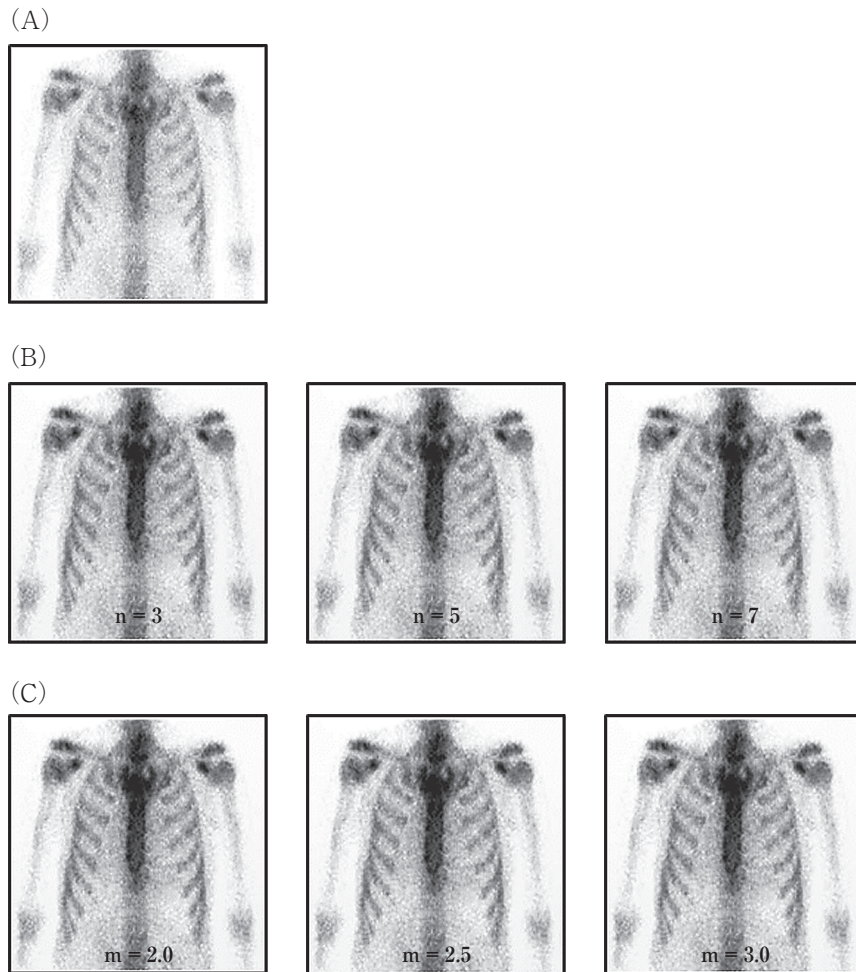 (A)
(B)
n = 3
n = 5
n = 7
(C)
m = 2.0
m = 2.5
m = 3.0